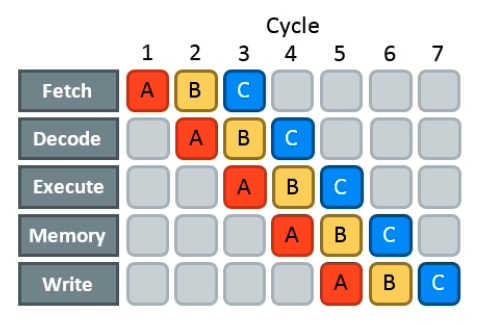 Cycle
1 2 3 4 5 6 7
Fetch A B C
Decode A B C
Execute A B C
Memory A B C
Write A B C